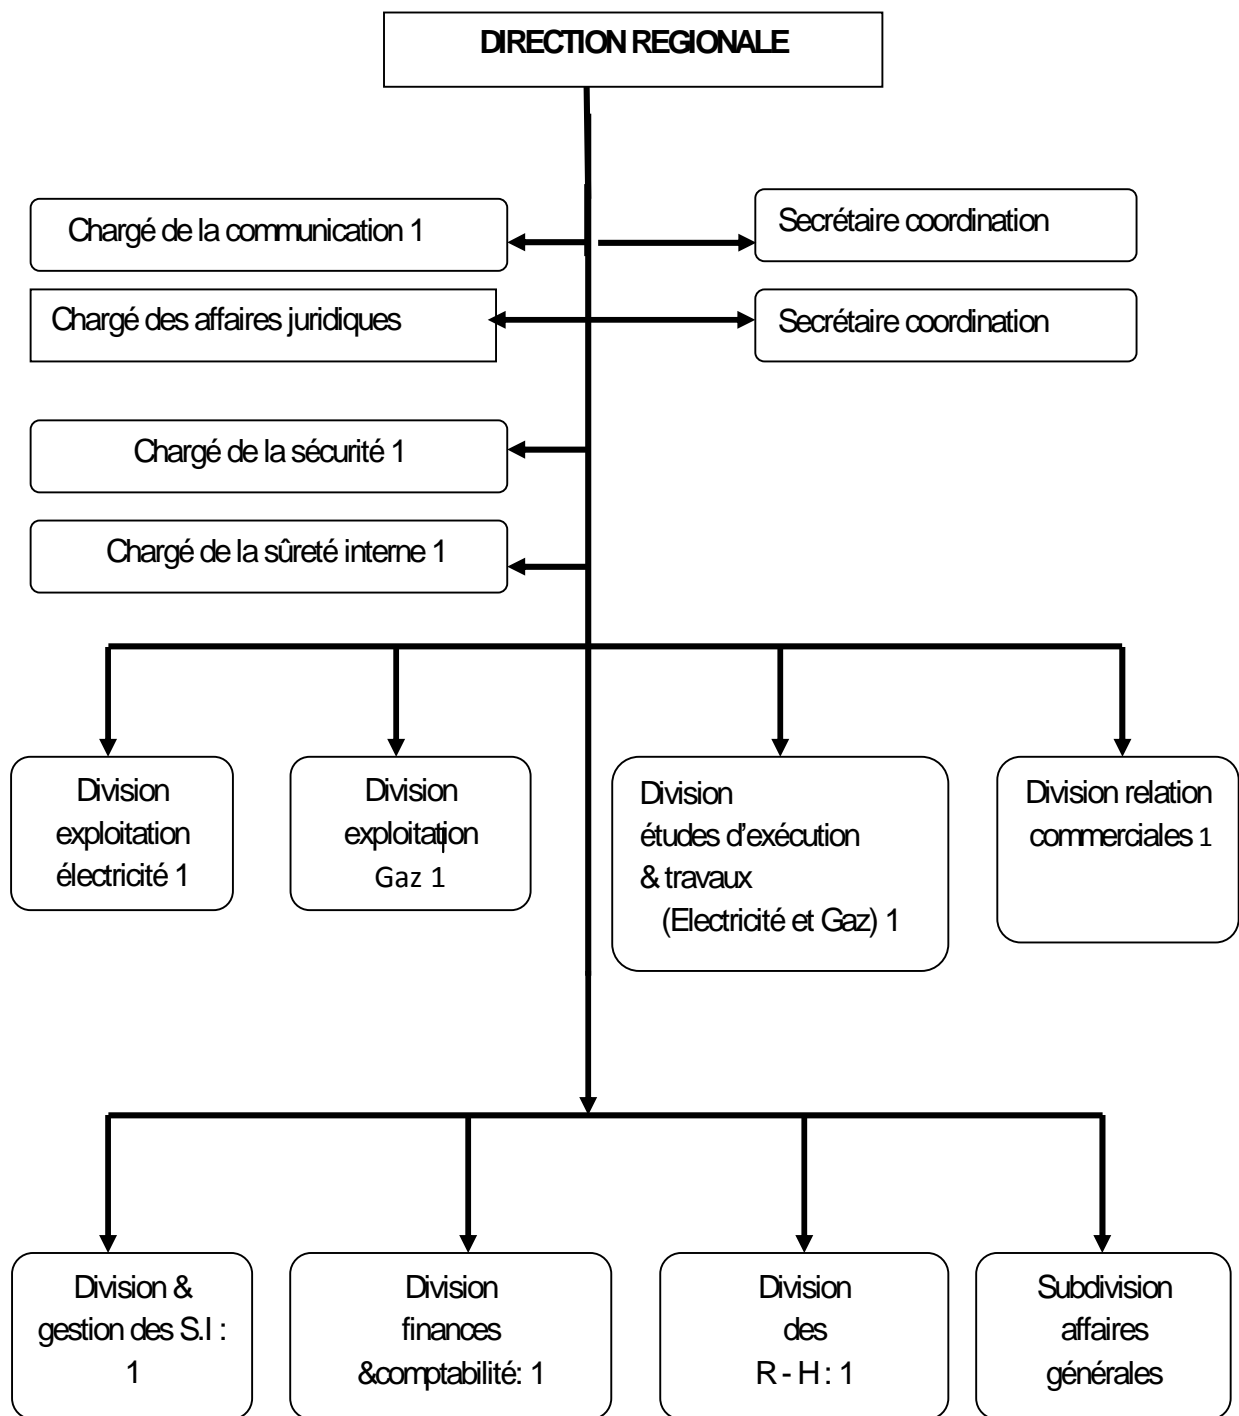 DIRECTION REGIONALE
Chargé de la communication 1
Secrétaire coordination
Chargé des affaires juridiques
Secrétaire coordination
Chargé de la sécurité 1
Chargé de la sûreté interne 1
Division
exploitation
électricité 1
Division
exploitation
Gaz 1
Division
études d'exécution
& travaux
(Electricité et Gaz) 1
Division relation
commerciales 1
Division &
gestion des S.I :
1
Division
finances
&comptabilité: 1
Division
des
R - H : 1
Subdivision
affaires
générales